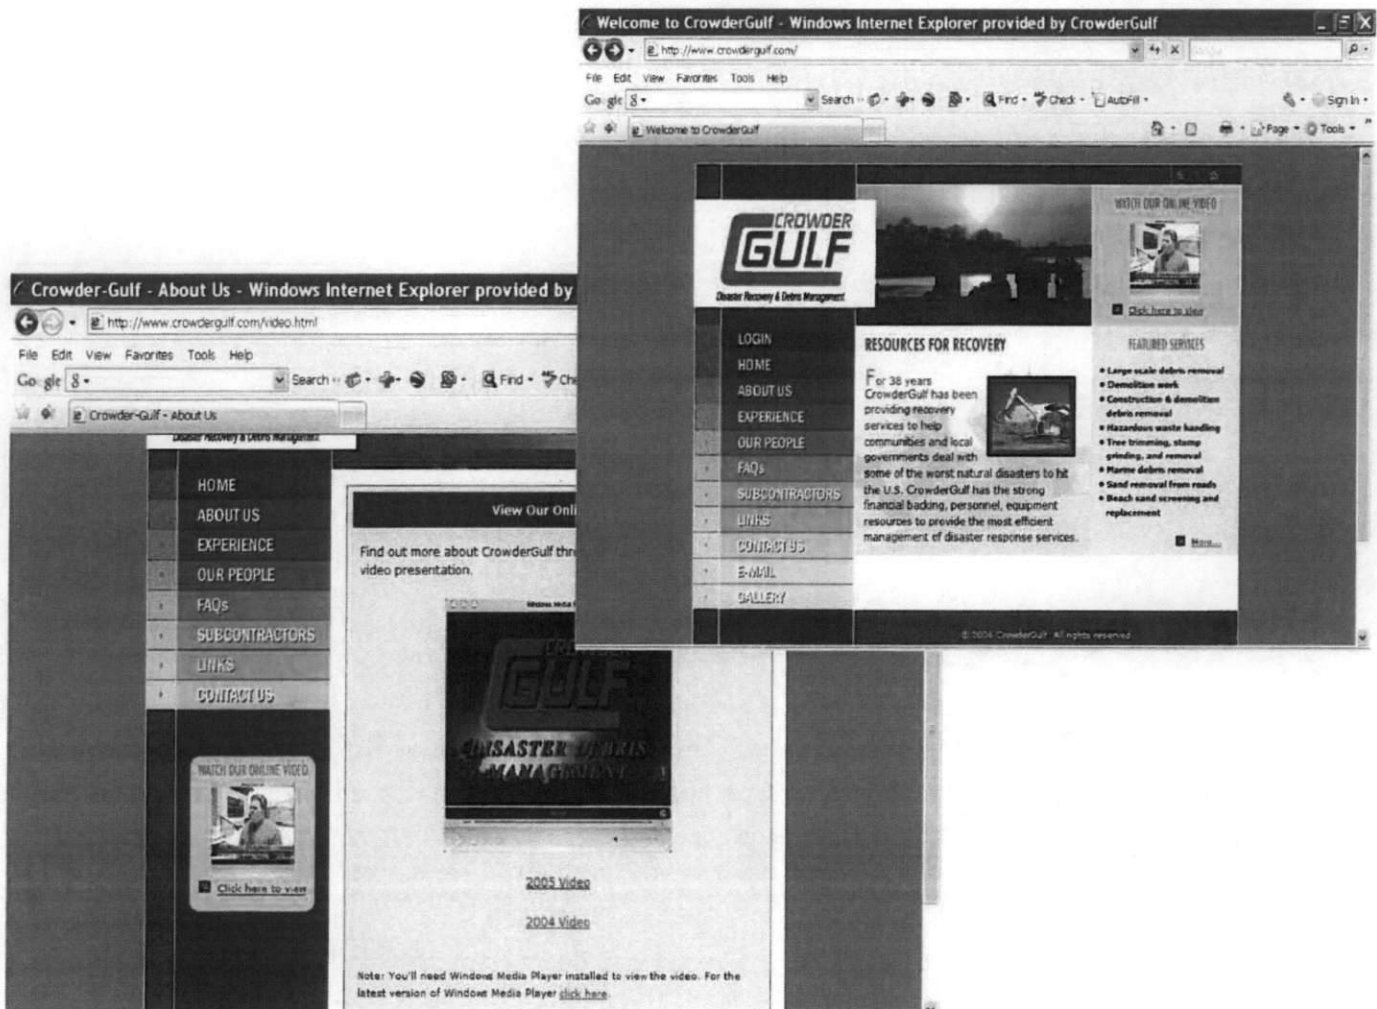 Welcome to CrowderGulf - Windows Internet Explorer provided by CrowderGulf
http://www.crowdergulf.com/
File Edit View Favorites Tools Help
Google Search Find Check AutoFill Sign In
Welcome to CrowderGulf Page Tools
CROWDER
GULF
Disaster Recovery & Debris Management
WATCH OUR ONLINE VIDEO
Click here to view
LOGIN
HOME
ABOUT US
EXPERIENCE
OUR PEOPLE
FAQs
SUBCONTRACTORS
LINKS
CONTACT US
E-MAIL
GALLERY
RESOURCES FOR RECOVERY
For 38 years
CrowderGulf has been
providing recovery
services to help
communities and local
governments deal with
some of the worst natural disasters to hit
the U.S. CrowderGulf has the strong
financial backing, personnel, equipment
resources to provide the most efficient
management of disaster response services.
FEATURED SERVICES
• Large scale debris removal
• Demolition work
• Construction & demolition
debris removal
• Hazardous waste handling
• Tree trimming, stump
grinding, and removal
• Marine debris removal
• Sand removal from roads
• Beach sand screening and
replacement
More...
© 2006 CrowderGulf. All rights reserved.
Crowder-Gulf - About Us - Windows Internet Explorer provided by
http://www.crowdergulf.com/video.html
File Edit View Favorites Tools Help
Google Search Find Che
Crowder-Gulf - About Us
Disaster Recovery & Debris Management
HOME
ABOUT US
EXPERIENCE
OUR PEOPLE
FAQs
SUBCONTRACTORS
LINKS
CONTACT US
WATCH OUR ONLINE VIDEO
Click here to view
View Our Onli
Find out more about CrowderGulf thr
video presentation.
Windows Media
CROWDER
GULF
DISASTER DEBRIS
MANAGEMENT
2005 Video
2004 Video
Note: You'll need Windows Media Player installed to view the video. For the
latest version of Windows Media Player click here.